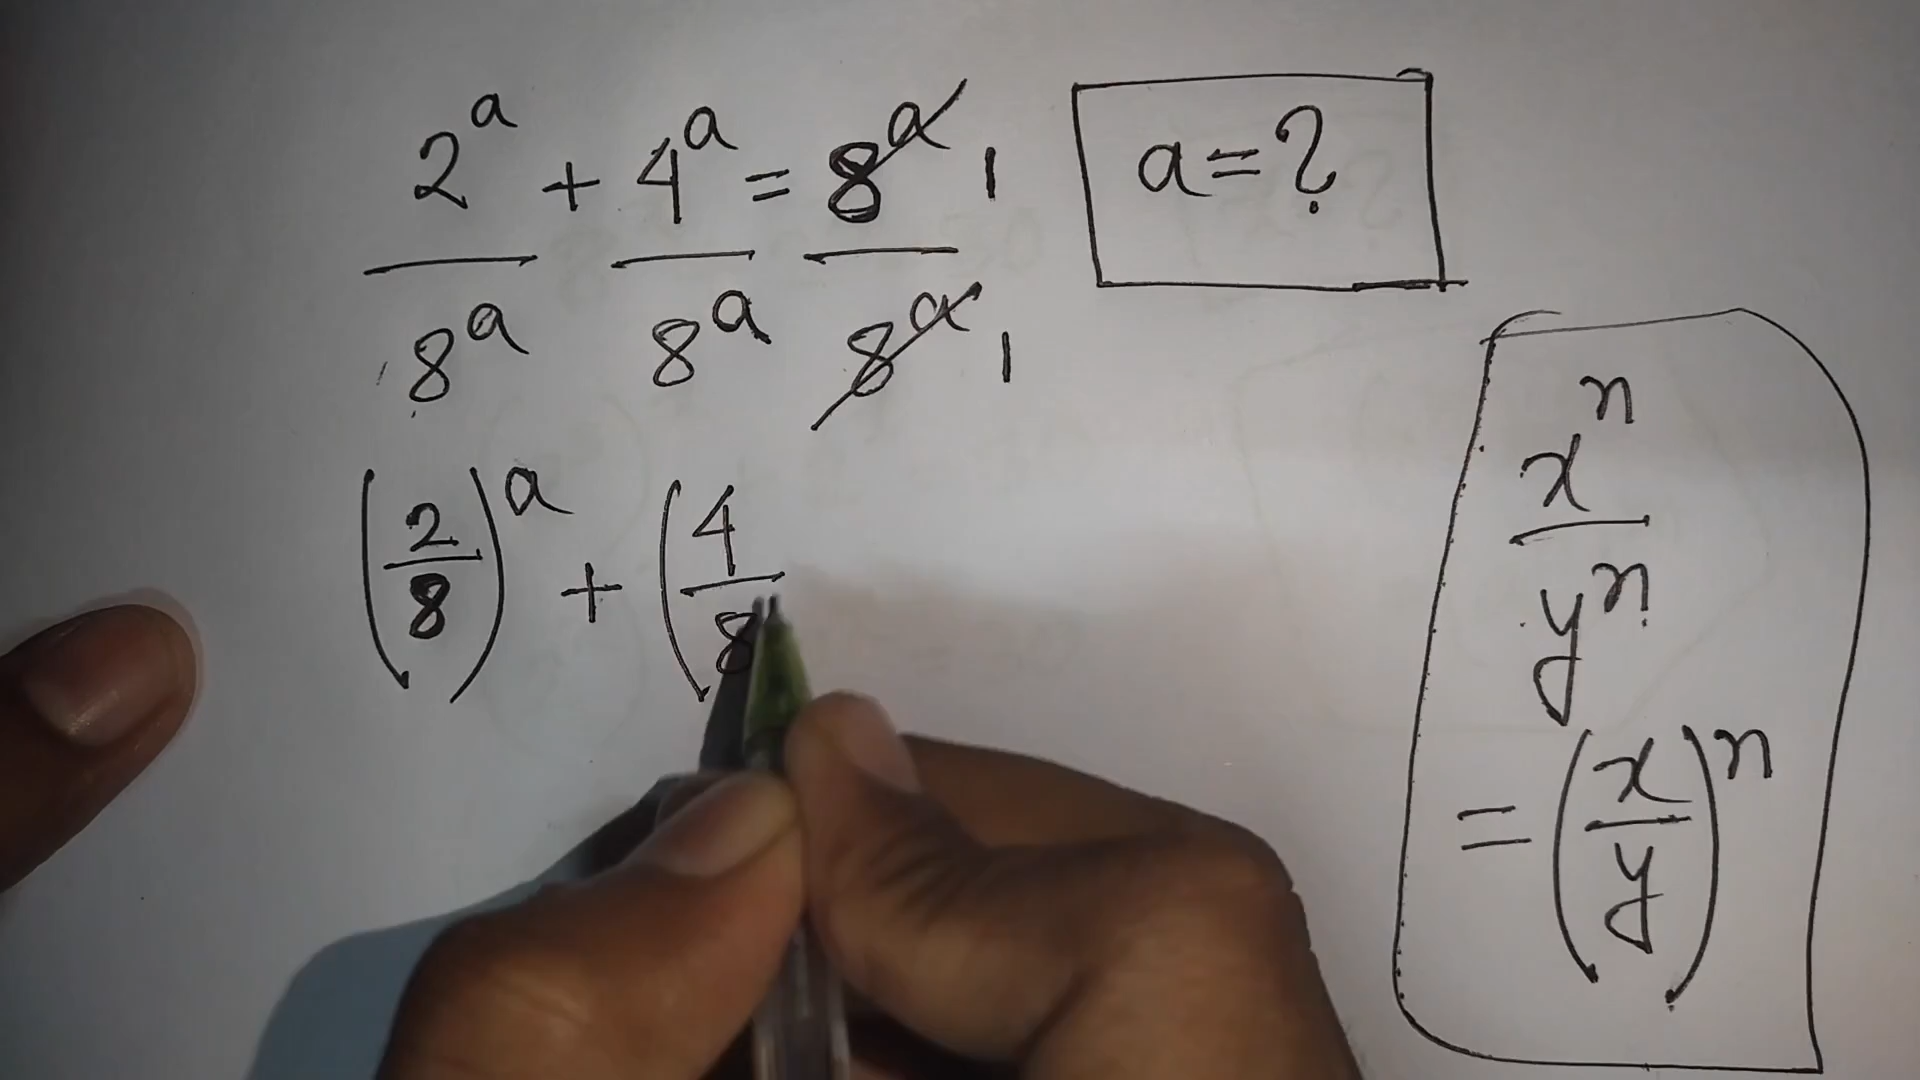 2^a + 4^a = 8^a 1
8^a 8^a 8^a 1
a = ?
(2/8)^a + (4/8
x^n
y^n
= (x/y)^n